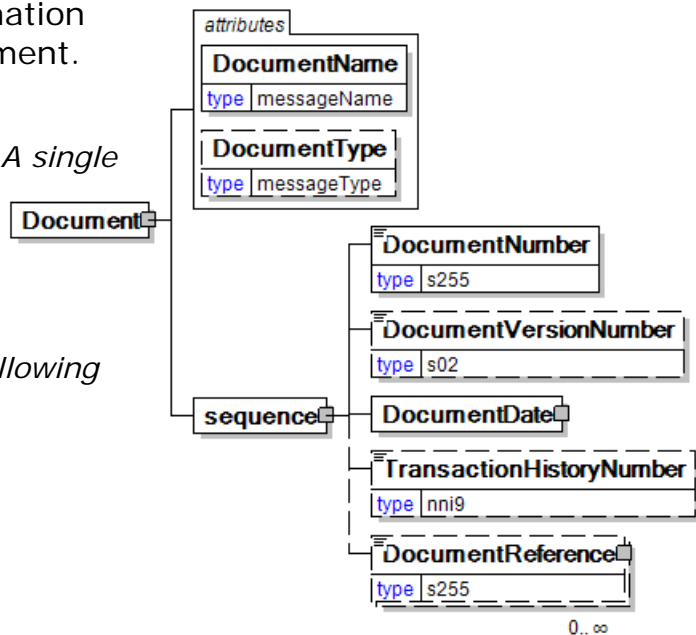 nation
ment.
A single
llowing
attributes
DocumentName
type messageName
DocumentType
type messageType
Document
sequence
DocumentNumber
type s255
DocumentVersionNumber
type s02
DocumentDate
TransactionHistoryNumber
type nni9
DocumentReference
type s255
0.. ∞